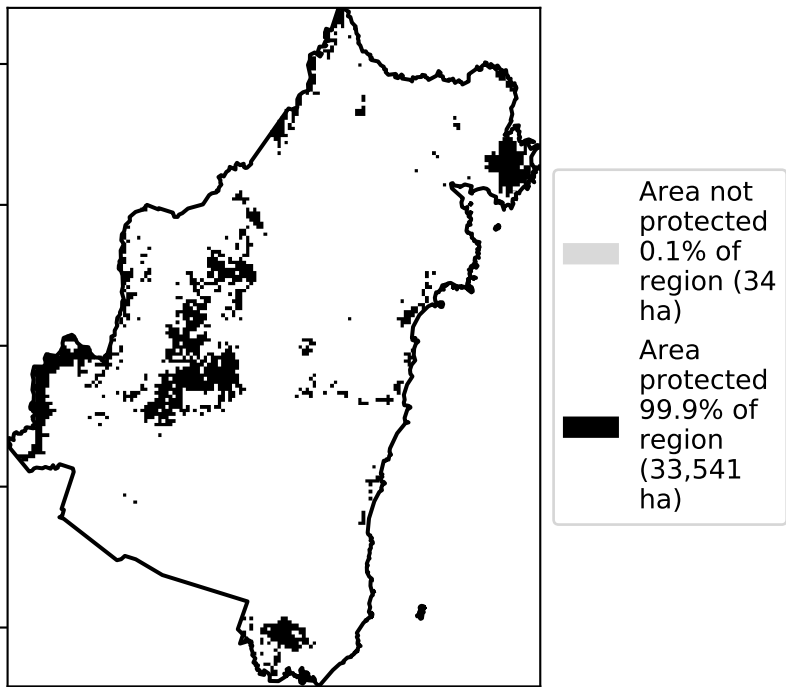 Area not
protected
0.1% of
region (34
ha)
Area
protected
99.9% of
region
(33,541
ha)